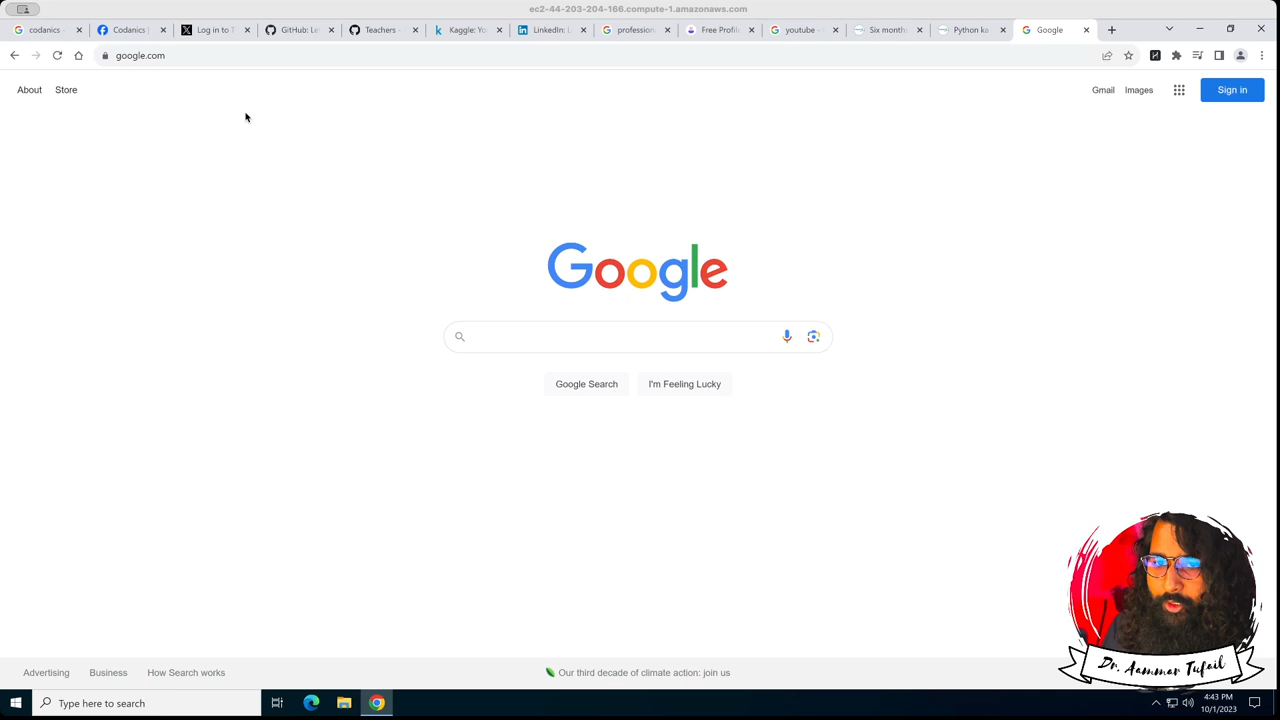 ec2-44-203-204-166.compute-1.amazonaws.com
codanics
Codanics |
Log in to T
GitHub: Le
Teachers -
Kaggle: Yo
LinkedIn: L
profession
Free Profil
youtube -
Six month
Python ka
Google
google.com
About
Store
Gmail
Images
Sign in
Google
Google Search
I'm Feeling Lucky
Advertising
Business
How Search works
Our third decade of climate action: join us
Dr. Aammar Tufail
Type here to search
4:43 PM
10/1/2023